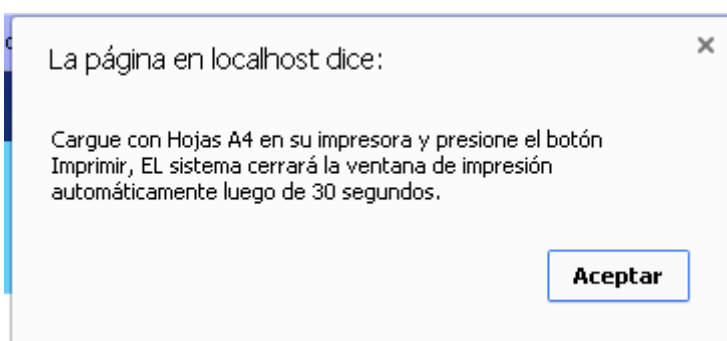 La página en localhost dice:
Cargue con Hojas A4 en su impresora y presione el botón
Imprimir, EL sistema cerrará la ventana de impresión
automáticamente luego de 30 segundos.
Aceptar